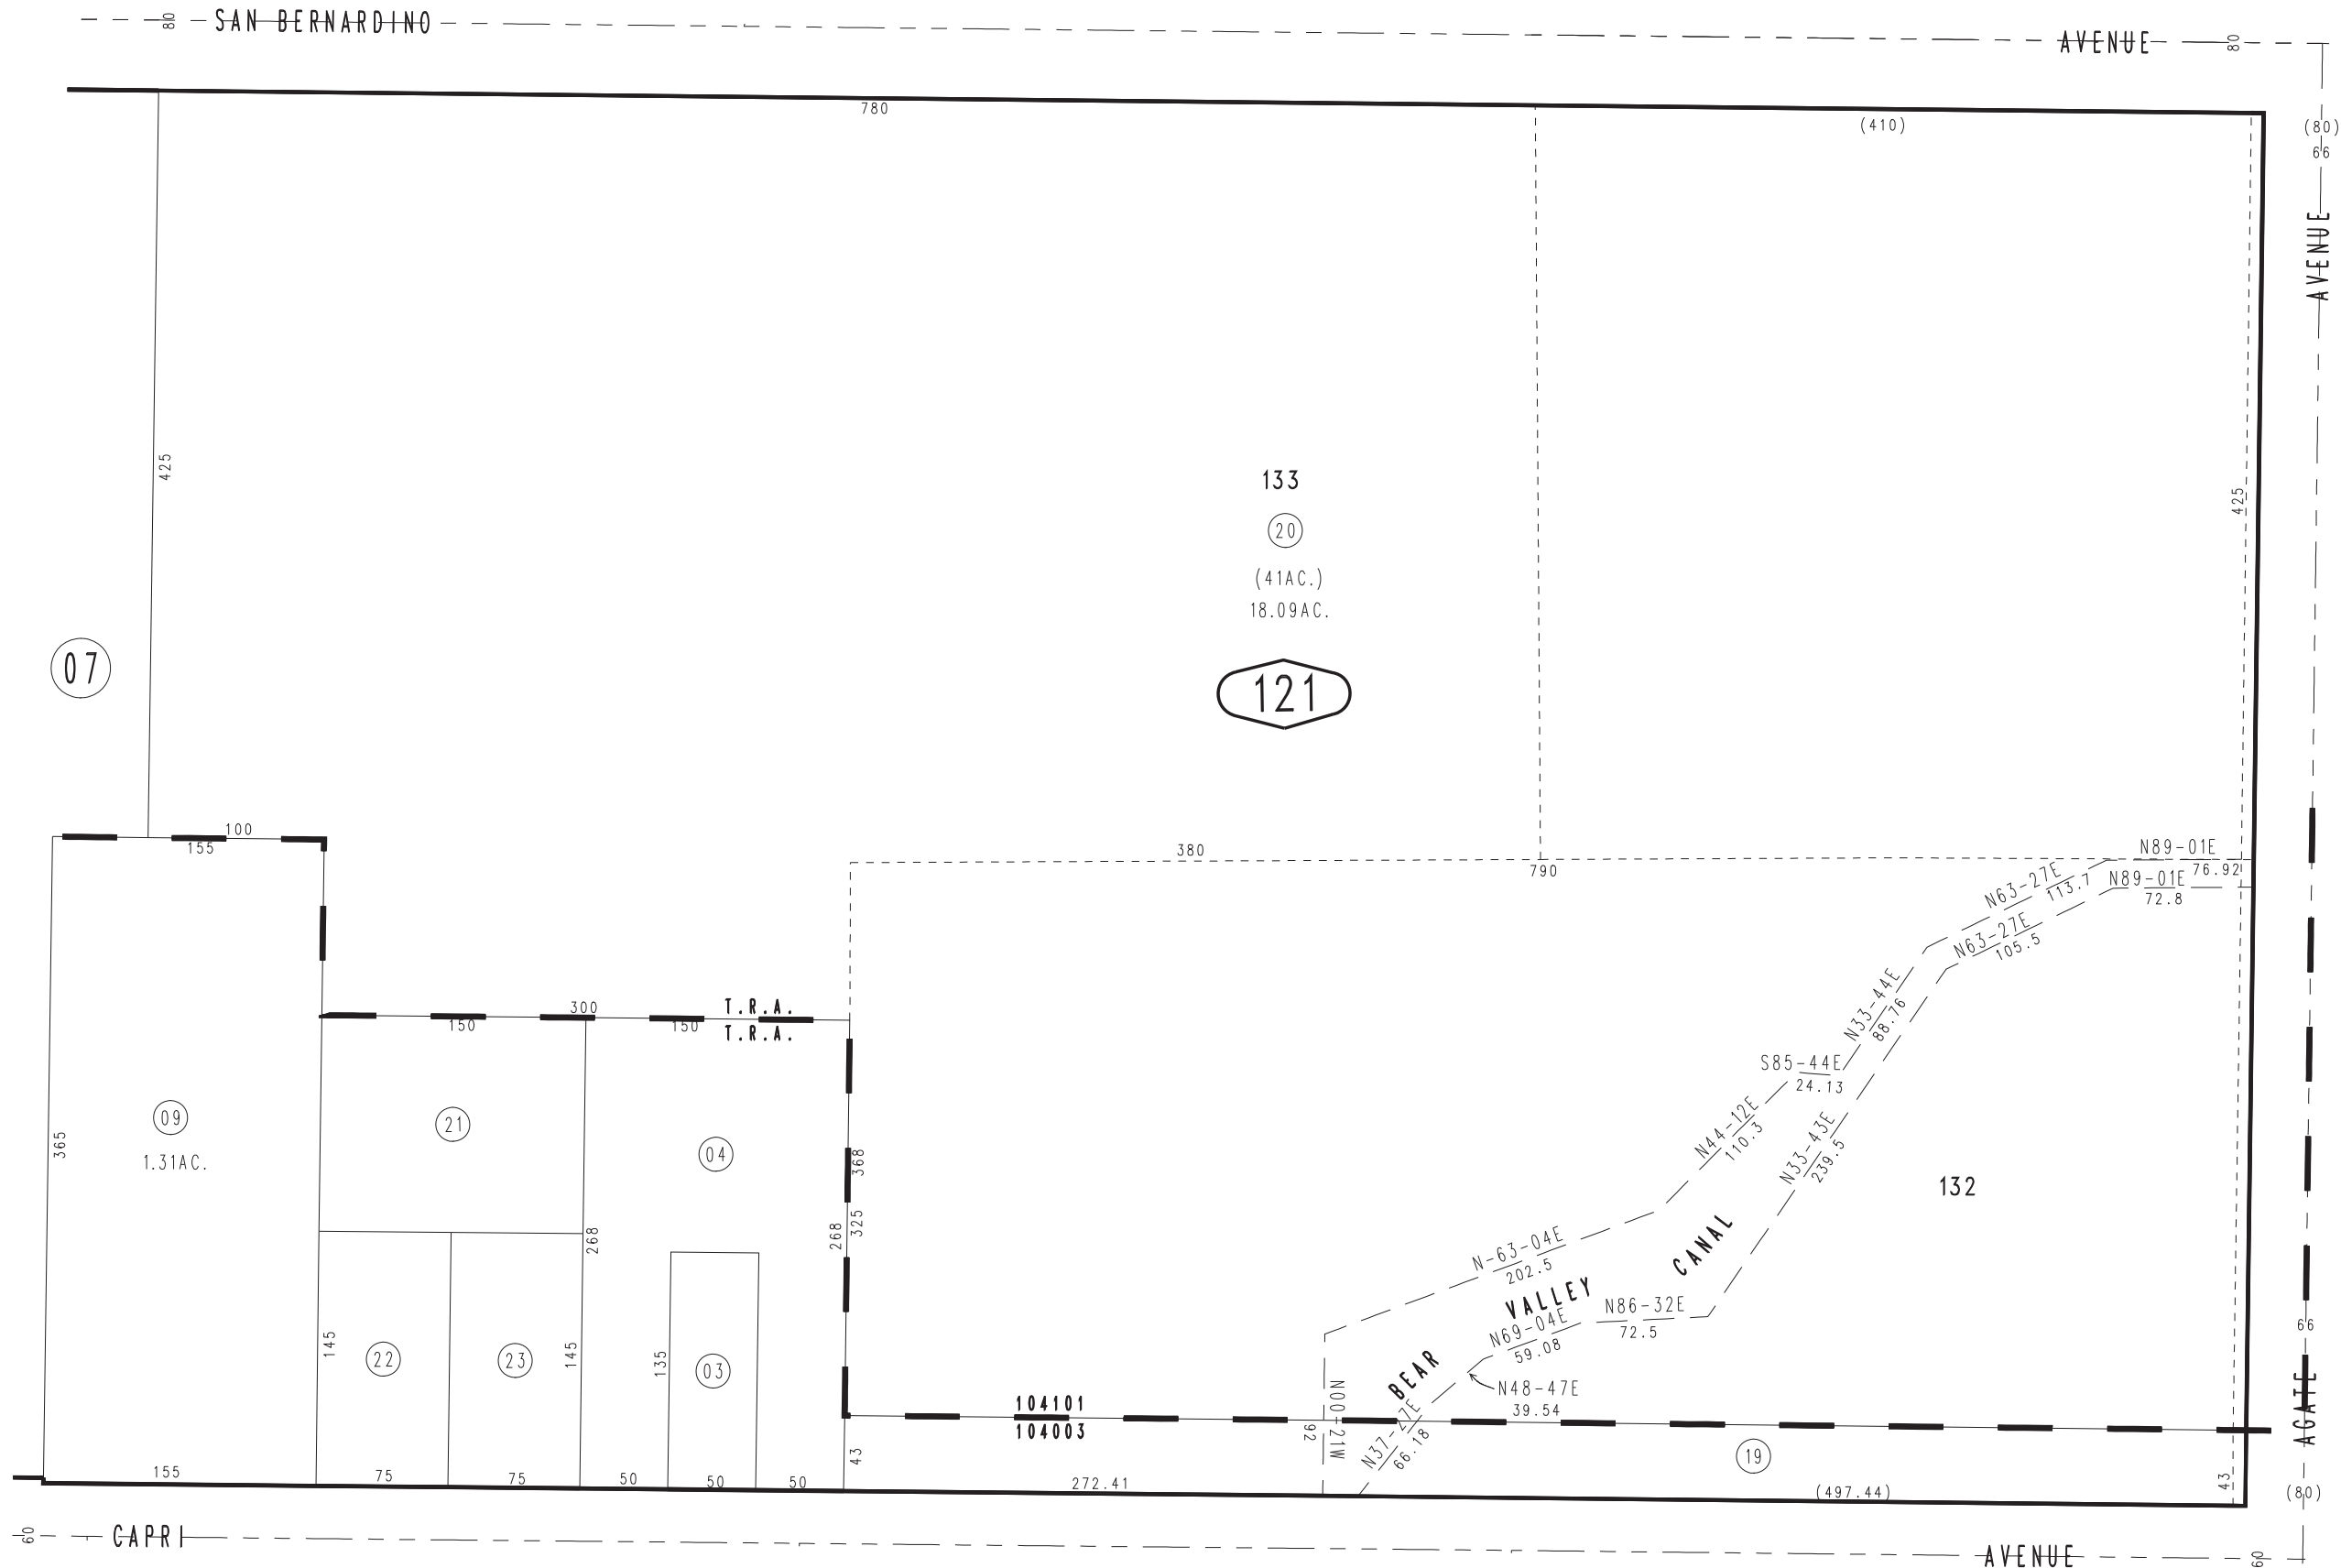 80
SAN BERNARDINO
AVENUE
80
780
(410)
(80)
66
AVENUE
425
133
20
(41AC.)
18.09AC.
425
07
121
100
155
380
790
N89-01E
76.92
N63-27E
113.7
N89-01E
72.8
N63-27E
105.5
300
150
150
T.R.A.
T.R.A.
N33-44E
88.76
S85-44E
24.13
N44-12E
110.3
N33-43E
239.5
09
1.31AC.
365
21
04
368
325
268
268
132
N-63-04E
202.5
BEAR
VALLEY
CANAL
N86-32E
72.5
N69-04E
59.08
N48-47E
39.54
N00-21W
92
N37-27E
66.18
145
22
23
145
135
03
104101
104003
66
AGATE
19
155
75
75
50
50
50
43
272.41
(497.44)
43
(80)
60
CAPRI
AVENUE
60